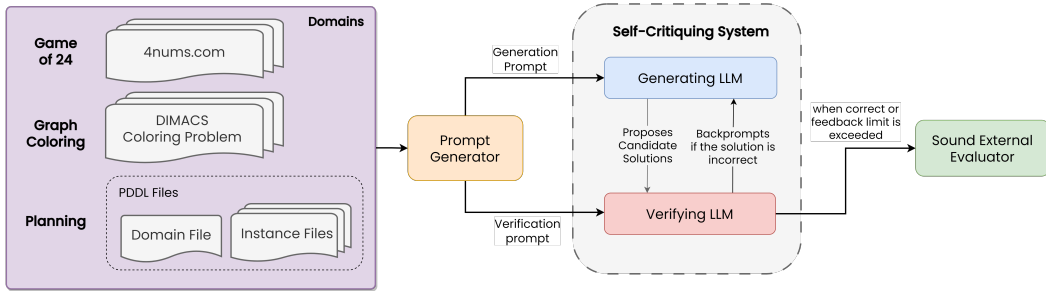 Domains
Game
of 24
4nums.com
Graph
Coloring
DIMACS
Coloring Problem
Planning
PDDL Files
Domain File
Instance Files
Prompt
Generator
Generation
Prompt
Verification
prompt
Self-Critiquing System
Generating LLM
Proposes
Candidate
Solutions
Backprompts
if the solution is
incorrect
Verifying LLM
when correct or
feedback limit is
exceeded
Sound External
Evaluator